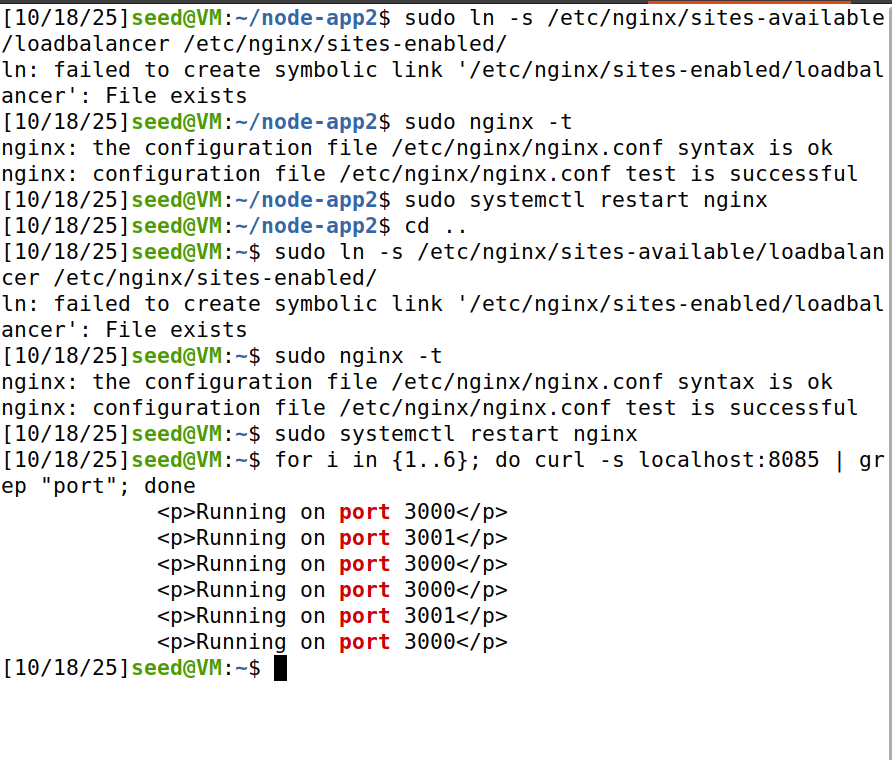 [10/18/25]seed@VM:~/node-app2$ sudo ln -s /etc/nginx/sites-available
/loadbalancer /etc/nginx/sites-enabled/
ln: failed to create symbolic link '/etc/nginx/sites-enabled/loadbal
ancer': File exists
[10/18/25]seed@VM:~/node-app2$ sudo nginx -t
nginx: the configuration file /etc/nginx/nginx.conf syntax is ok
nginx: configuration file /etc/nginx/nginx.conf test is successful
[10/18/25]seed@VM:~/node-app2$ sudo systemctl restart nginx
[10/18/25]seed@VM:~/node-app2$ cd ..
[10/18/25]seed@VM:~$ sudo ln -s /etc/nginx/sites-available/loadbalan
cer /etc/nginx/sites-enabled/
ln: failed to create symbolic link '/etc/nginx/sites-enabled/loadbal
ancer': File exists
[10/18/25]seed@VM:~$ sudo nginx -t
nginx: the configuration file /etc/nginx/nginx.conf syntax is ok
nginx: configuration file /etc/nginx/nginx.conf test is successful
[10/18/25]seed@VM:~$ sudo systemctl restart nginx
[10/18/25]seed@VM:~$ for i in {1..6}; do curl -s localhost:8085 | gr
ep "port"; done
            <p>Running on port 3000</p>
            <p>Running on port 3001</p>
            <p>Running on port 3000</p>
            <p>Running on port 3000</p>
            <p>Running on port 3001</p>
            <p>Running on port 3000</p>
[10/18/25]seed@VM:~$